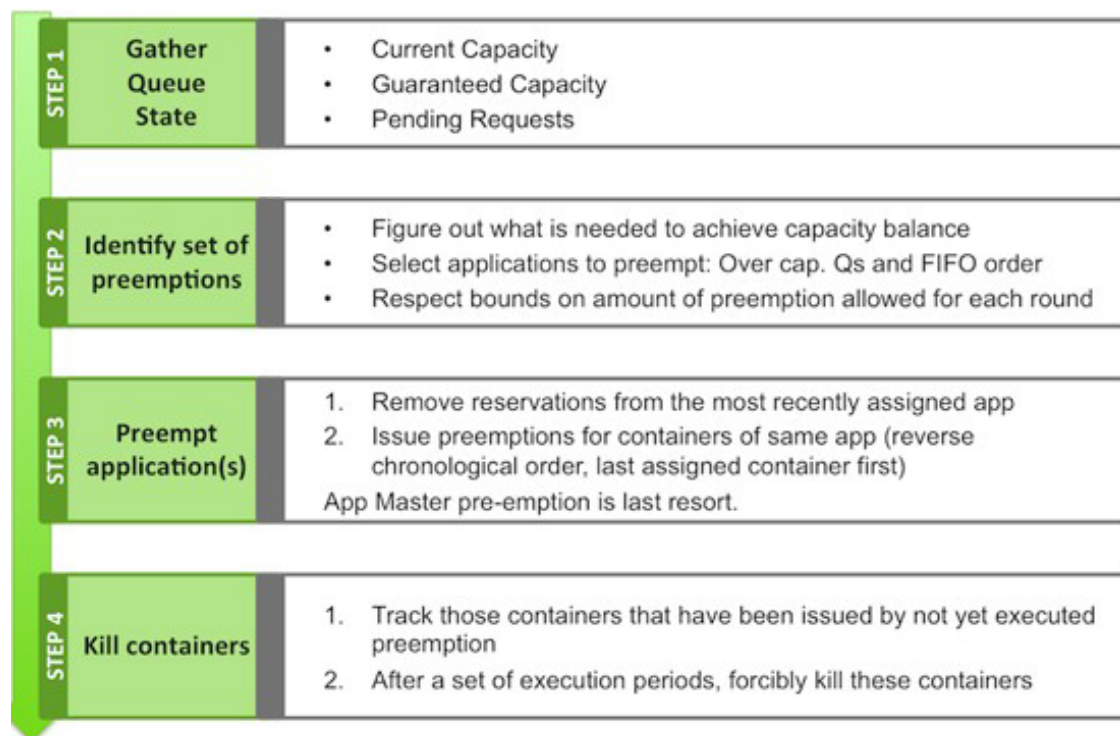 STEP 1
Gather
Queue
State
• Current Capacity
• Guaranteed Capacity
• Pending Requests
STEP 2
Identify set of
preemptions
• Figure out what is needed to achieve capacity balance
• Select applications to preempt: Over cap. Qs and FIFO order
• Respect bounds on amount of preemption allowed for each round
STEP 3
Preempt
application(s)
1. Remove reservations from the most recently assigned app
2. Issue preemptions for containers of same app (reverse
chronological order, last assigned container first)
App Master pre-emption is last resort.
STEP 4
Kill containers
1. Track those containers that have been issued by not yet executed
preemption
2. After a set of execution periods, forcibly kill these containers